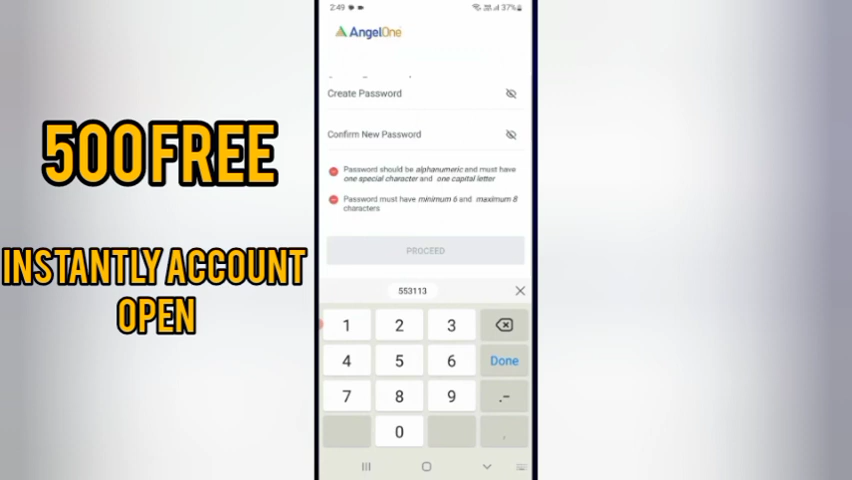 2:49
37%
AngelOne
Create Password
Confirm New Password
Password should be alphanumeric and must have
one special character and one capital letter
Password must have minimum 6 and maximum 8
characters
PROCEED
553113
1 2 3
4 5 6 Done
7 8 9 .-
0 ,
500 FREE
INSTANTLY ACCOUNT
OPEN